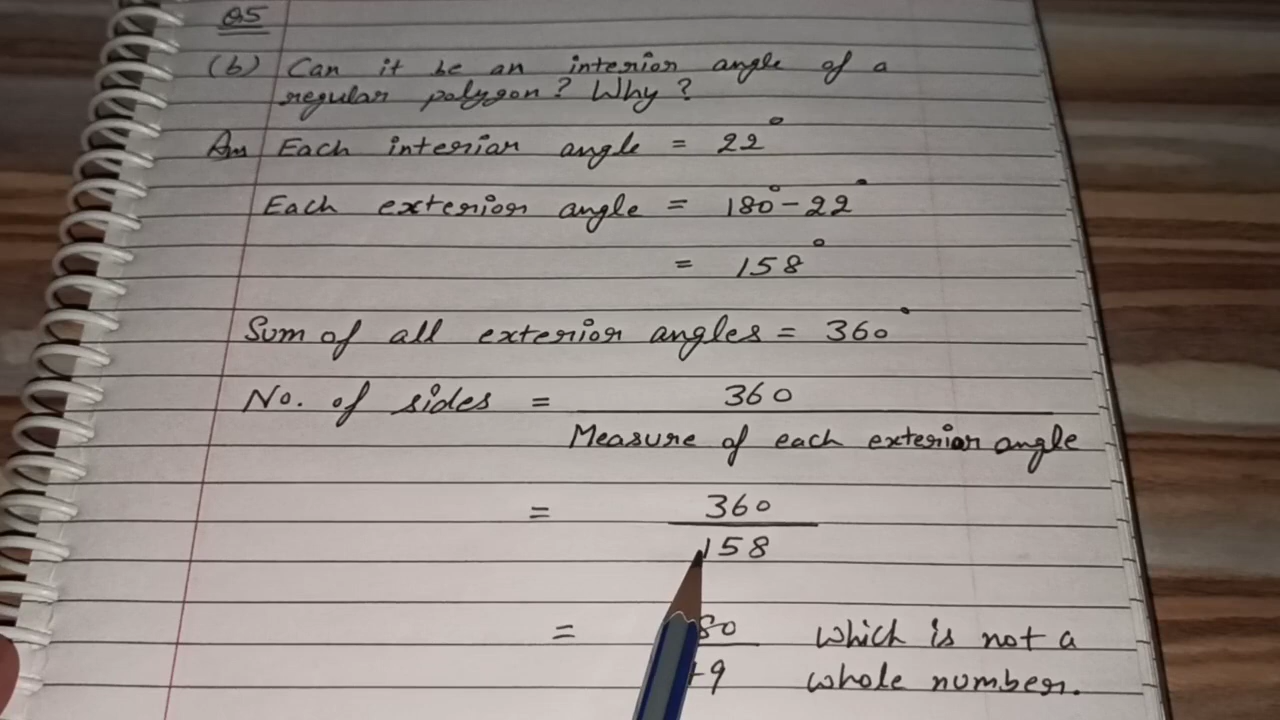 Q5
(b) Can it be an interior angle of a
regular polygon? Why?
Ans Each interior angle = 22°
Each exterior angle = 180° - 22°
= 158°
Sum of all exterior angles = 360°
No. of sides = 360
Measure of each exterior angle
= 360
158
= which is not a
whole number.